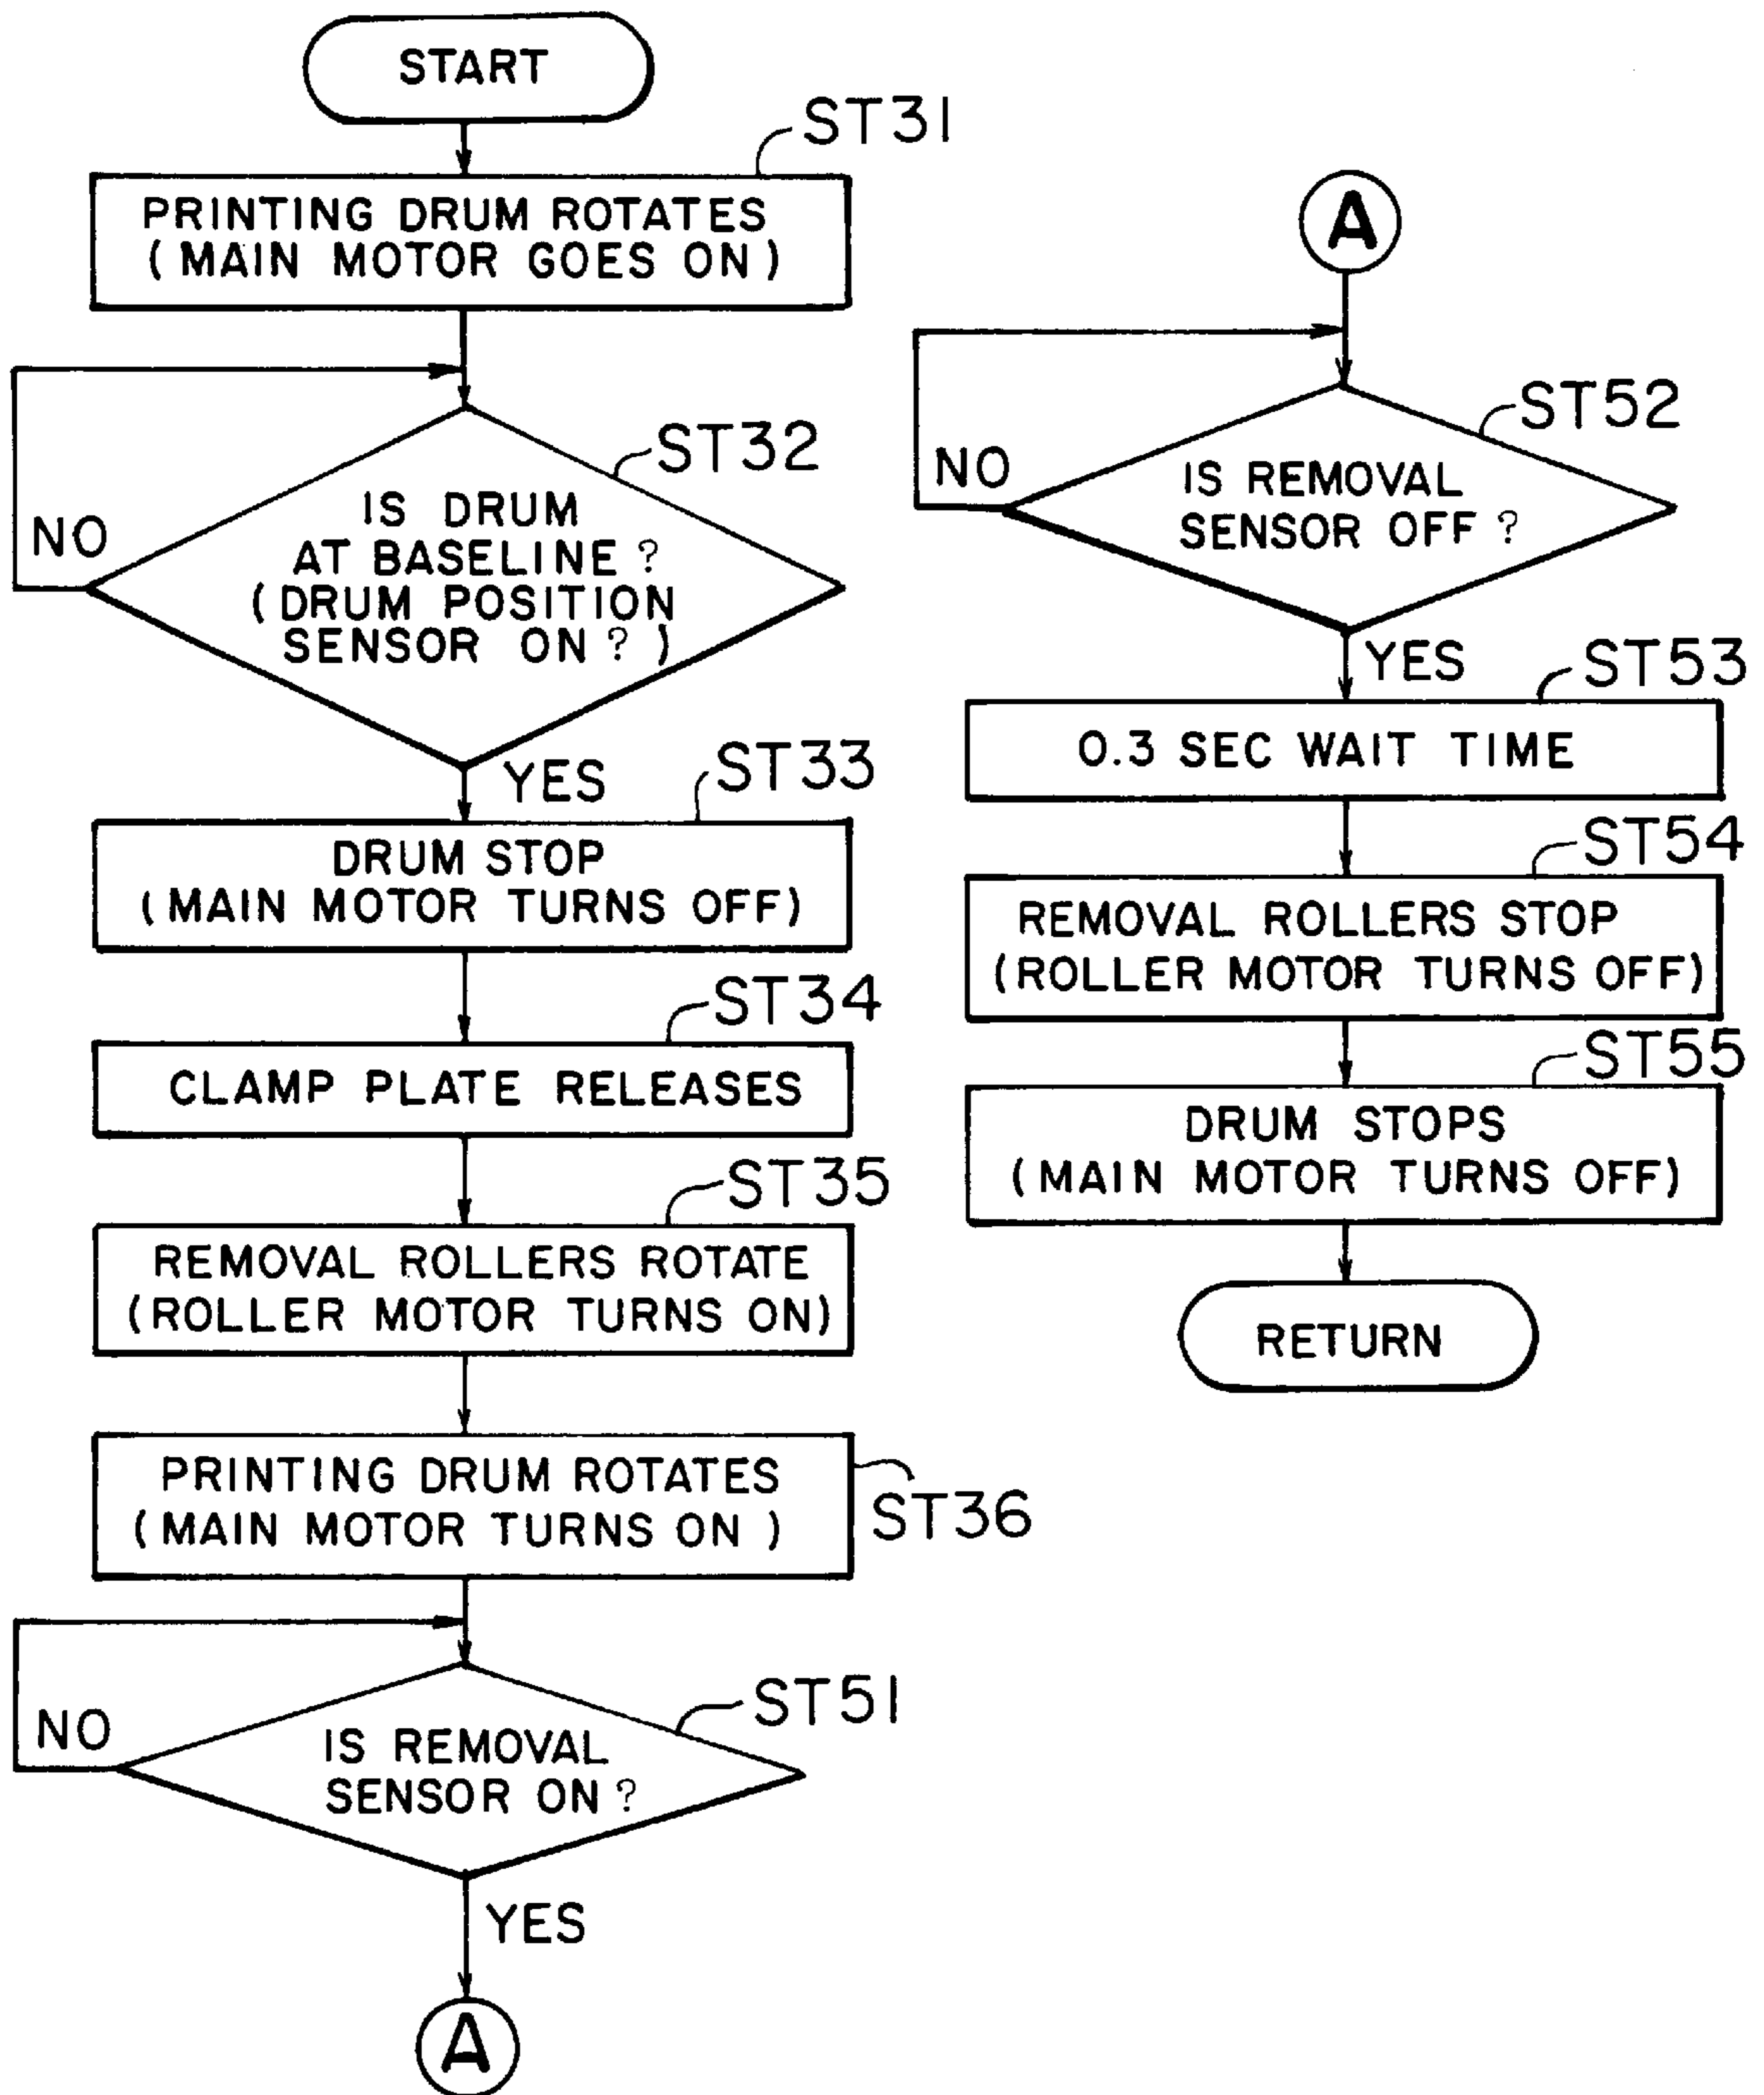 START
ST31
PRINTING DRUM ROTATES
(MAIN MOTOR GOES ON)
ST32
IS DRUM
AT BASELINE?
(DRUM POSITION
SENSOR ON?)
NO
YES
ST33
DRUM STOP
(MAIN MOTOR TURNS OFF)
ST34
CLAMP PLATE RELEASES
ST35
REMOVAL ROLLERS ROTATE
(ROLLER MOTOR TURNS ON)
PRINTING DRUM ROTATES
(MAIN MOTOR TURNS ON)
ST36
ST51
NO
IS REMOVAL
SENSOR ON?
YES
A
A
ST52
NO
IS REMOVAL
SENSOR OFF?
YES
ST53
0.3 SEC WAIT TIME
ST54
REMOVAL ROLLERS STOP
(ROLLER MOTOR TURNS OFF)
ST55
DRUM STOPS
(MAIN MOTOR TURNS OFF)
RETURN